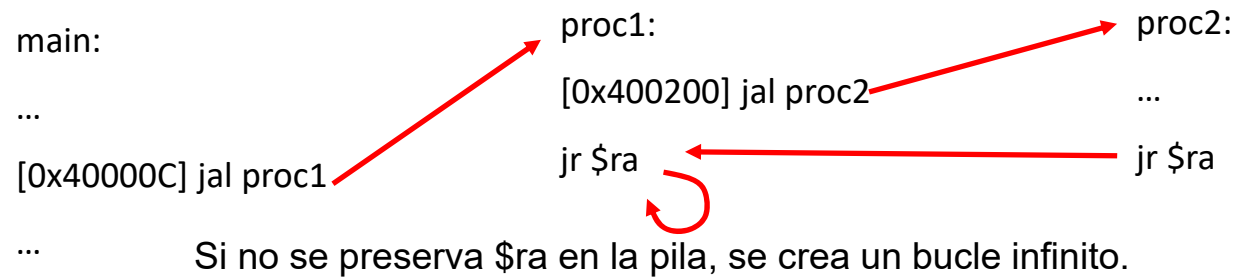 main:
…
[0x40000C] jal proc1
…
proc1:
[0x400200] jal proc2
jr $ra
proc2:
…
jr $ra
Si no se preserva $ra en la pila, se crea un bucle infinito.